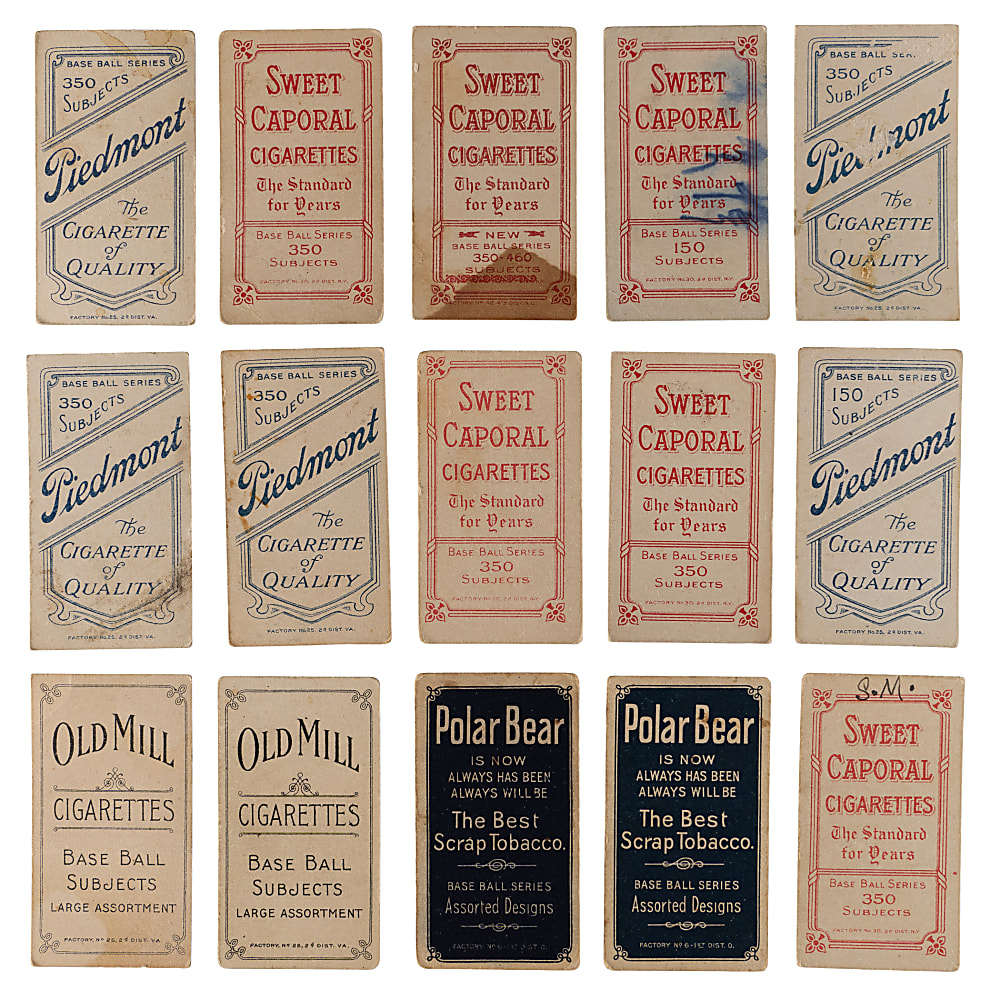 BASE BALL SERIES
350
SUBJECTS
Piedmont
The
CIGARETTE
of
QUALITY
FACTORY No 25, 2d DIST. VA.
SWEET
CAPORAL
CIGARETTES
The Standard
for Years
BASE BALL SERIES
350
SUBJECTS
FACTORY No. 30, 2d DIST. N.Y.
SWEET
CAPORAL
CIGARETTES
The Standard
for Years
NEW
BASE BALL SERIES
350-460
SUBJECTS
SWEET
CAPORAL
CIGARETTES
The Standard
for Years
BASE BALL SERIES
150
SUBJECTS
FACTORY No. 30, 2d DIST. N.Y.
BASE BALL
350
SUBJECTS
Piedmont
The
CIGARETTE
of
QUALITY
FACTORY No 25, 2d DIST. VA.
BASE BALL SERIES
350
SUBJECTS
Piedmont
The
CIGARETTE
of
QUALITY
FACTORY No 25, 2d DIST. VA.
BASE BALL SERIES
350
SUBJECTS
Piedmont
The
CIGARETTE
of
QUALITY
FACTORY No 25, 2d DIST. VA.
SWEET
CAPORAL
CIGARETTES
The Standard
for Years
BASE BALL SERIES
350
SUBJECTS
FACTORY No. 30, 2d DIST. N.Y.
SWEET
CAPORAL
CIGARETTES
The Standard
for Years
BASE BALL SERIES
350
SUBJECTS
FACTORY No. 30, 2d DIST. N.Y.
BASE BALL SERIES
150
SUBJECTS
Piedmont
The
CIGARETTE
of
QUALITY
FACTORY No 25, 2d DIST. VA.
OLD MILL
CIGARETTES
BASE BALL
SUBJECTS
LARGE ASSORTMENT
FACTORY, No 25, 2d DIST. VA.
OLD MILL
CIGARETTES
BASE BALL
SUBJECTS
LARGE ASSORTMENT
FACTORY, No 25, 2d DIST. VA.
Polar Bear
IS NOW
ALWAYS HAS BEEN
ALWAYS WILL BE
The Best
Scrap Tobacco.
BASE BALL SERIES
Assorted Designs
FACTORY No 6-1st DIST. O.
Polar Bear
IS NOW
ALWAYS HAS BEEN
ALWAYS WILL BE
The Best
Scrap Tobacco.
BASE BALL SERIES
Assorted Designs
FACTORY No 6-1st DIST. O.
S.M.
SWEET
CAPORAL
CIGARETTES
The Standard
for Years
BASE BALL SERIES
350
SUBJECTS
FACTORY No. 30, 2d DIST. N.Y.